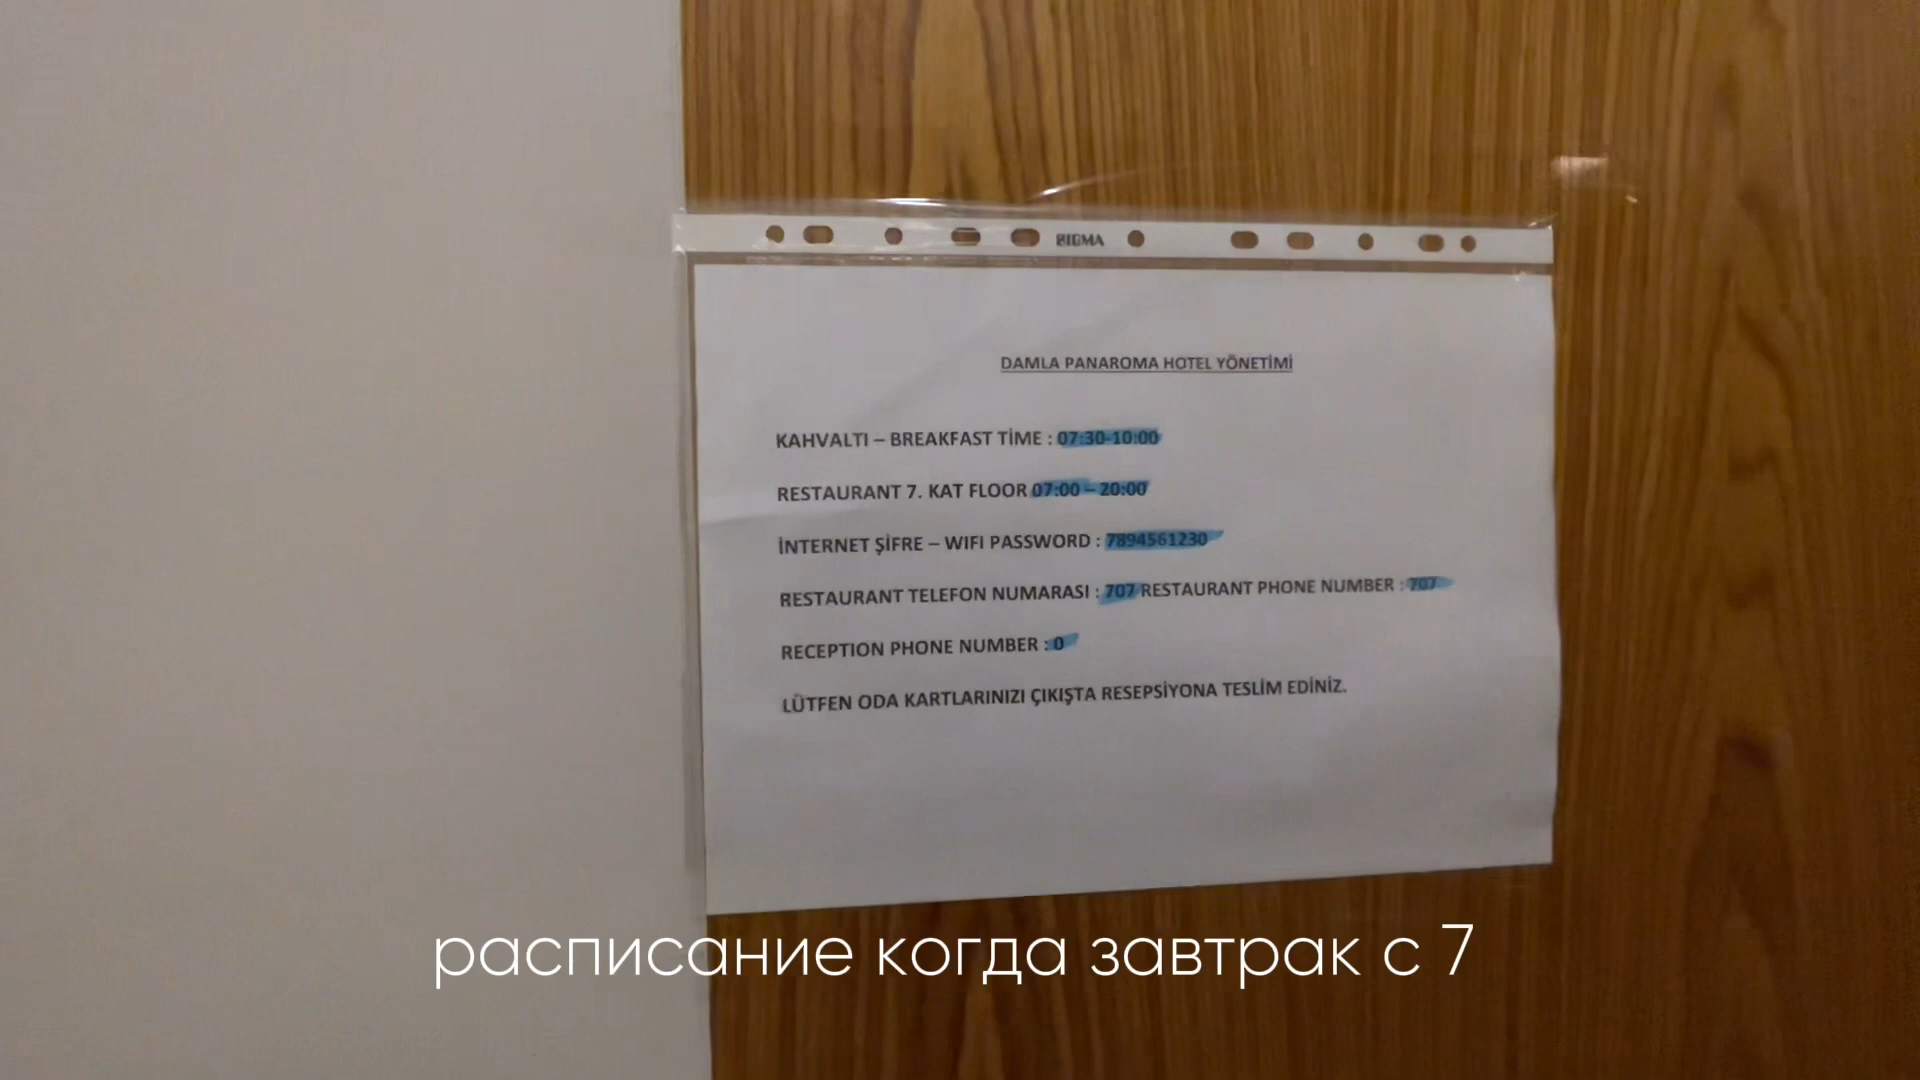 SIGMA
DAMLA PANAROMA HOTEL YÖNETİMİ
KAHVALTI – BREAKFAST TİME : 07:30-10:00
RESTAURANT 7. KAT FLOOR 07:00 – 20:00
İNTERNET ŞİFRE – WIFI PASSWORD : 7894561230
RESTAURANT TELEFON NUMARASI : 707 RESTAURANT PHONE NUMBER : 707
RECEPTION PHONE NUMBER : 0
LÜTFEN ODA KARTLARINIZI ÇIKIŞTA RESEPSİYONA TESLİM EDİNİZ.
расписание когда завтрак с 7